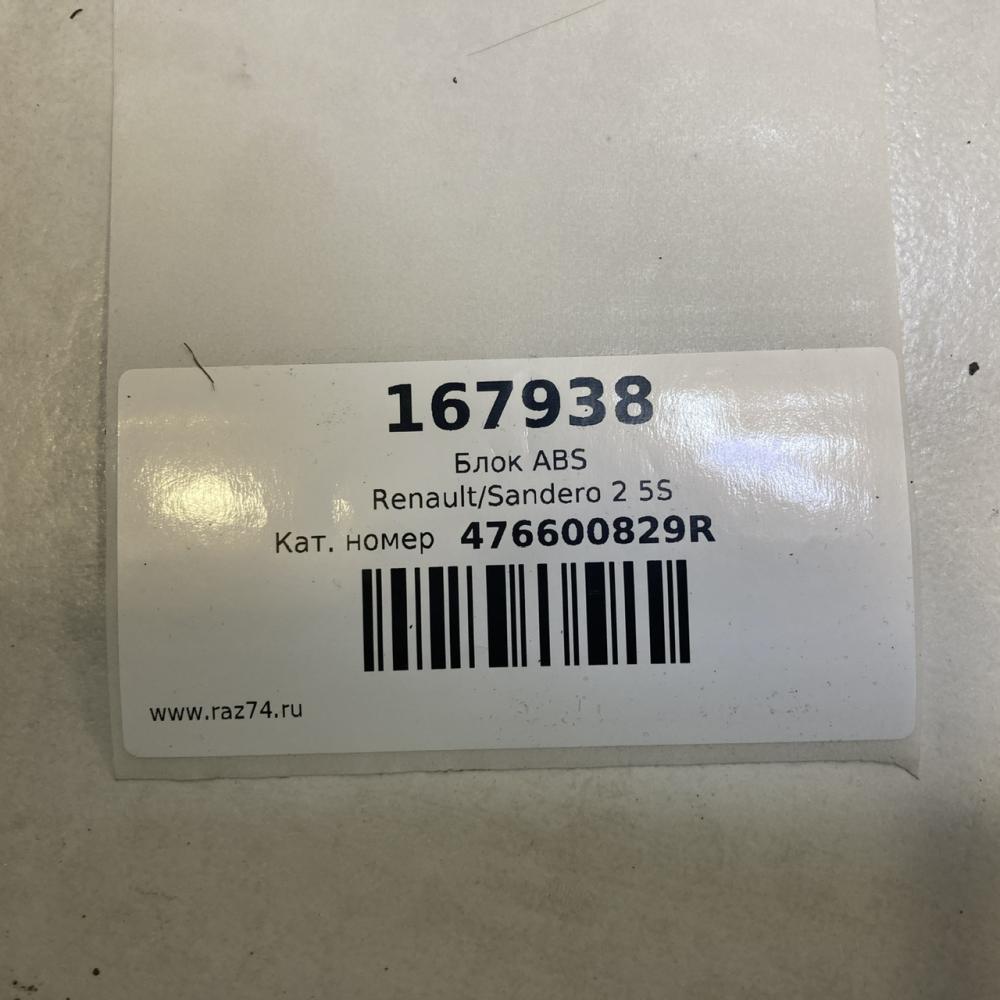 167938
Блок ABS
Renault/Sandero 2 5S
Кат. номер 476600829R
www.raz74.ru